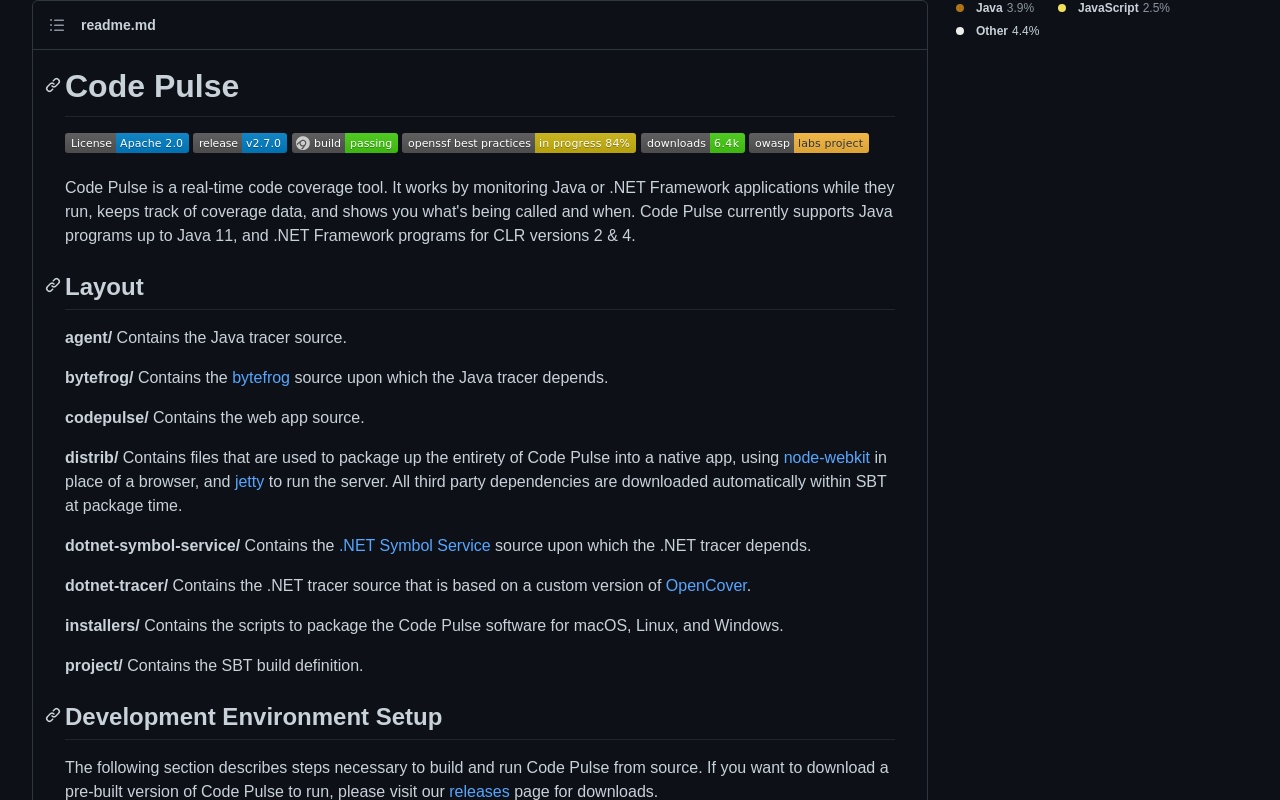 readme.md
Java 3.9%
JavaScript 2.5%
Other 4.4%
Code Pulse
License Apache 2.0 release v2.7.0 build passing openssf best practices in progress 84% downloads 6.4k owasp labs project
Code Pulse is a real-time code coverage tool. It works by monitoring Java or .NET Framework applications while they
run, keeps track of coverage data, and shows you what's being called and when. Code Pulse currently supports Java
programs up to Java 11, and .NET Framework programs for CLR versions 2 & 4.
Layout
agent/ Contains the Java tracer source.
bytefrog/ Contains the bytefrog source upon which the Java tracer depends.
codepulse/ Contains the web app source.
distrib/ Contains files that are used to package up the entirety of Code Pulse into a native app, using node-webkit in
place of a browser, and jetty to run the server. All third party dependencies are downloaded automatically within SBT
at package time.
dotnet-symbol-service/ Contains the .NET Symbol Service source upon which the .NET tracer depends.
dotnet-tracer/ Contains the .NET tracer source that is based on a custom version of OpenCover.
installers/ Contains the scripts to package the Code Pulse software for macOS, Linux, and Windows.
project/ Contains the SBT build definition.
Development Environment Setup
The following section describes steps necessary to build and run Code Pulse from source. If you want to download a
pre-built version of Code Pulse to run, please visit our releases page for downloads.